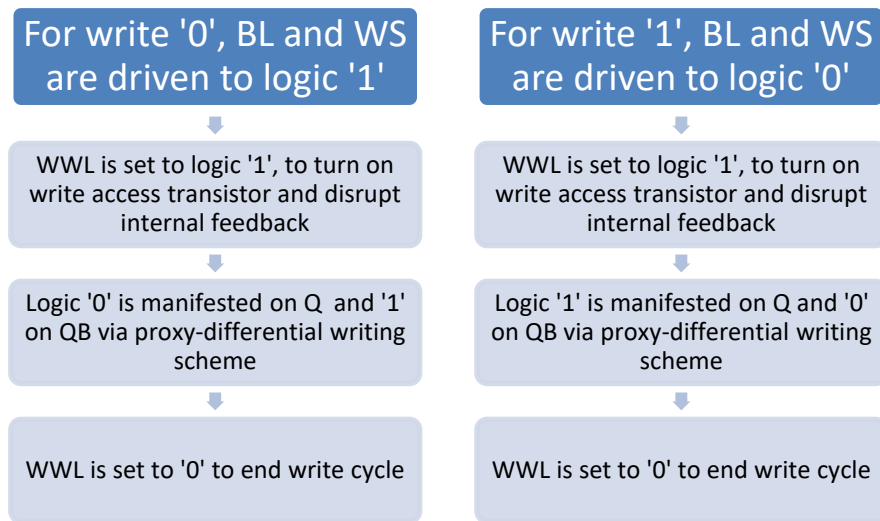 For write '0', BL and WS
are driven to logic '1'
WWL is set to logic '1', to turn on
write access transistor and disrupt
internal feedback
Logic '0' is manifested on Q and '1'
on QB via proxy-differential writing
scheme
WWL is set to '0' to end write cycle
For write '1', BL and WS
are driven to logic '0'
WWL is set to logic '1', to turn on
write access transistor and disrupt
internal feedback
Logic '1' is manifested on Q and '0'
on QB via proxy-differential writing
scheme
WWL is set to '0' to end write cycle